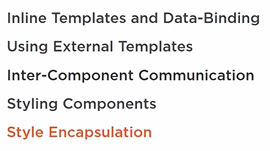 Inline Templates and Data-Binding
Using External Templates
Inter-Component Communication
Styling Components
Style Encapsulation